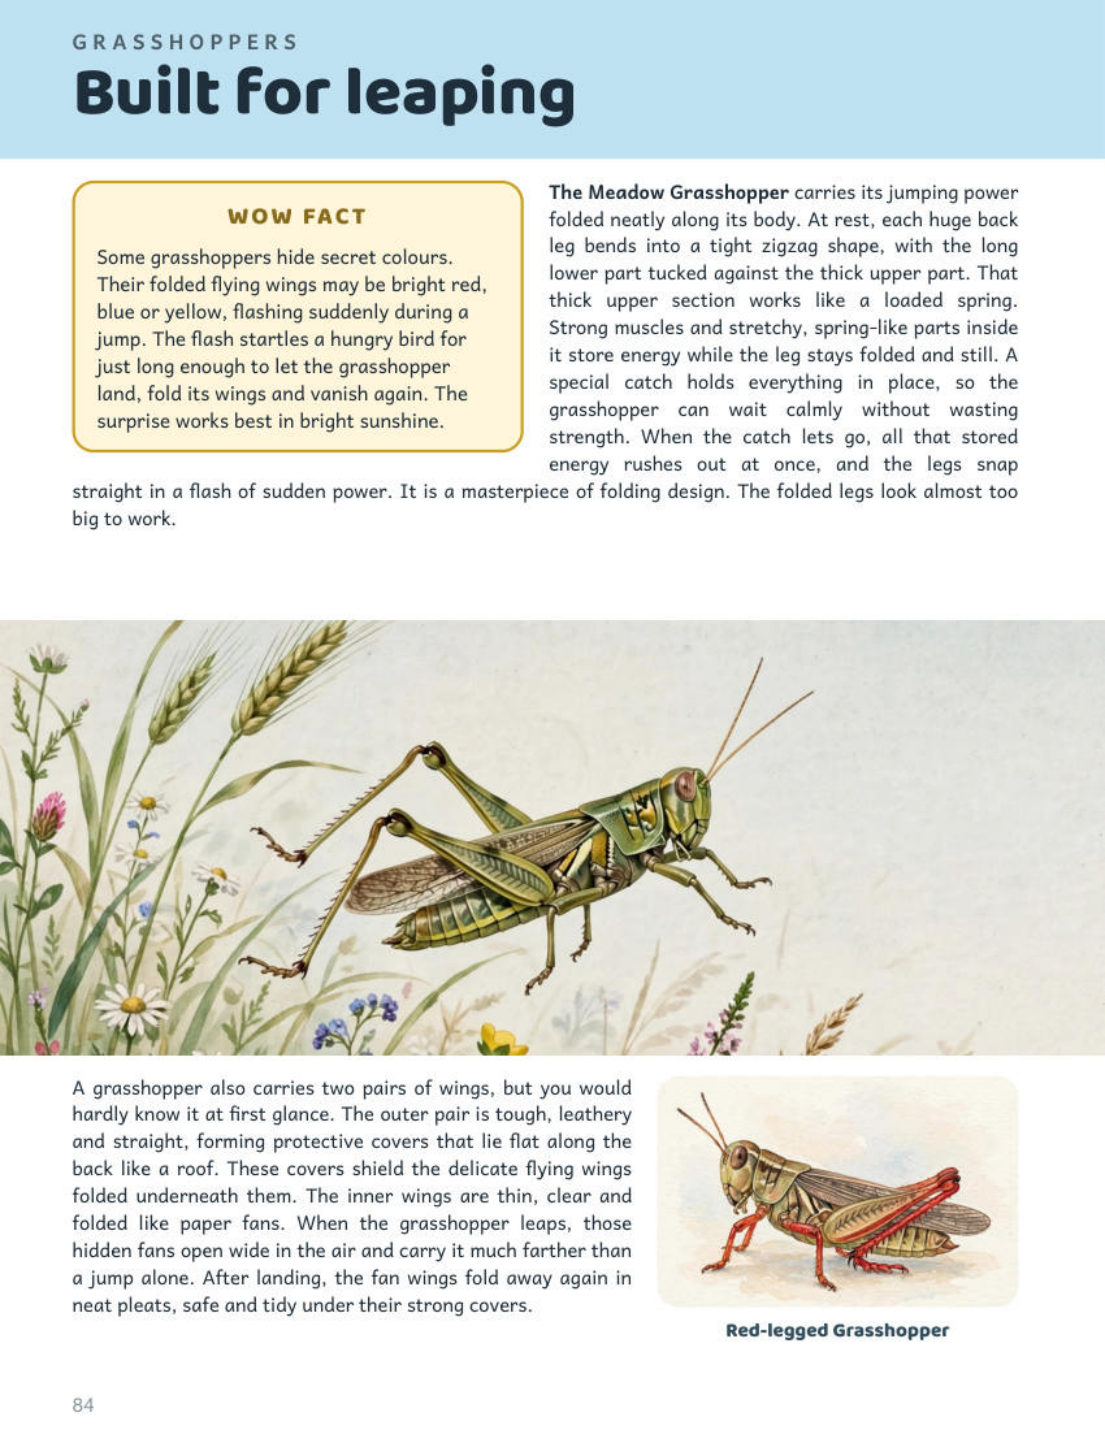 GRASSHOPPERS
Built for leaping
WOW FACT
Some grasshoppers hide secret colours.
Their folded flying wings may be bright red,
blue or yellow, flashing suddenly during a
jump. The flash startles a hungry bird for
just long enough to let the grasshopper
land, fold its wings and vanish again. The
surprise works best in bright sunshine.
The Meadow Grasshopper carries its jumping power
folded neatly along its body. At rest, each huge back
leg bends into a tight zigzag shape, with the long
lower part tucked against the thick upper part. That
thick upper section works like a loaded spring.
Strong muscles and stretchy, spring-like parts inside
it store energy while the leg stays folded and still. A
special catch holds everything in place, so the
grasshopper can wait calmly without wasting
strength. When the catch lets go, all that stored
energy rushes out at once, and the legs snap
straight in a flash of sudden power. It is a masterpiece of folding design. The folded legs look almost too
big to work.
A grasshopper also carries two pairs of wings, but you would
hardly know it at first glance. The outer pair is tough, leathery
and straight, forming protective covers that lie flat along the
back like a roof. These covers shield the delicate flying wings
folded underneath them. The inner wings are thin, clear and
folded like paper fans. When the grasshopper leaps, those
hidden fans open wide in the air and carry it much farther than
a jump alone. After landing, the fan wings fold away again in
neat pleats, safe and tidy under their strong covers.
Red-legged Grasshopper
84